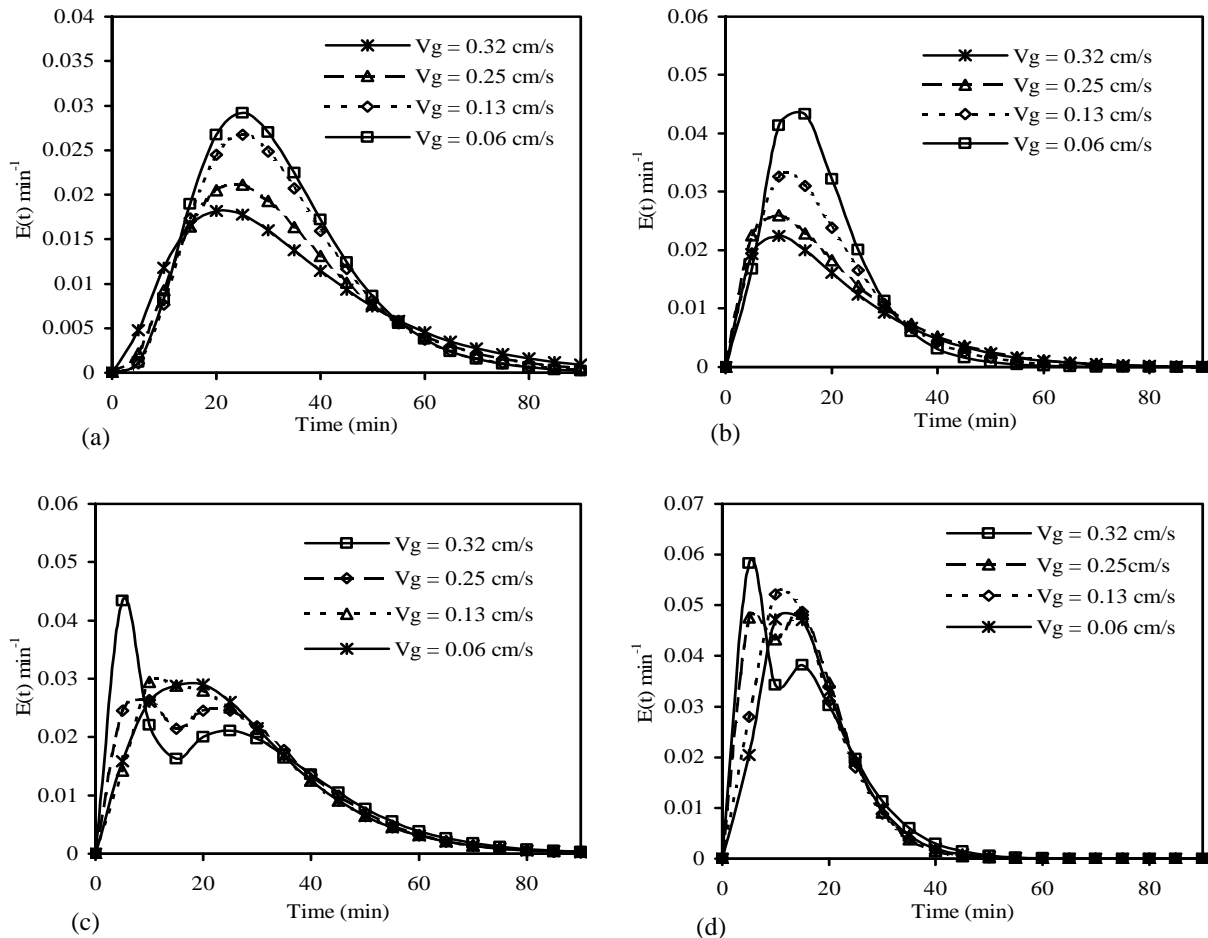 0.04
0.035
0.03
0.025
0.02
0.015
0.01
0.005
0
E(t) min-1
Vg = 0.32 cm/s
Vg = 0.25 cm/s
Vg = 0.13 cm/s
Vg = 0.06 cm/s
0 20 40 60 80
Time (min)
(a)
0.06
0.05
0.04
0.03
0.02
0.01
0
E(t) min-1
Vg = 0.32 cm/s
Vg = 0.25 cm/s
Vg = 0.13 cm/s
Vg = 0.06 cm/s
0 20 40 60 80
Time (min)
(b)
0.06
0.05
0.04
0.03
0.02
0.01
0
E(t) min-1
Vg = 0.32 cm/s
Vg = 0.25 cm/s
Vg = 0.13 cm/s
Vg = 0.06 cm/s
0 20 40 60 80
Time (min)
(c)
0.07
0.06
0.05
0.04
0.03
0.02
0.01
0
E(t) min-1
Vg = 0.32 cm/s
Vg = 0.25cm/s
Vg = 0.13 cm/s
Vg = 0.06 cm/s
0 20 40 60 80
Time (min)
(d)